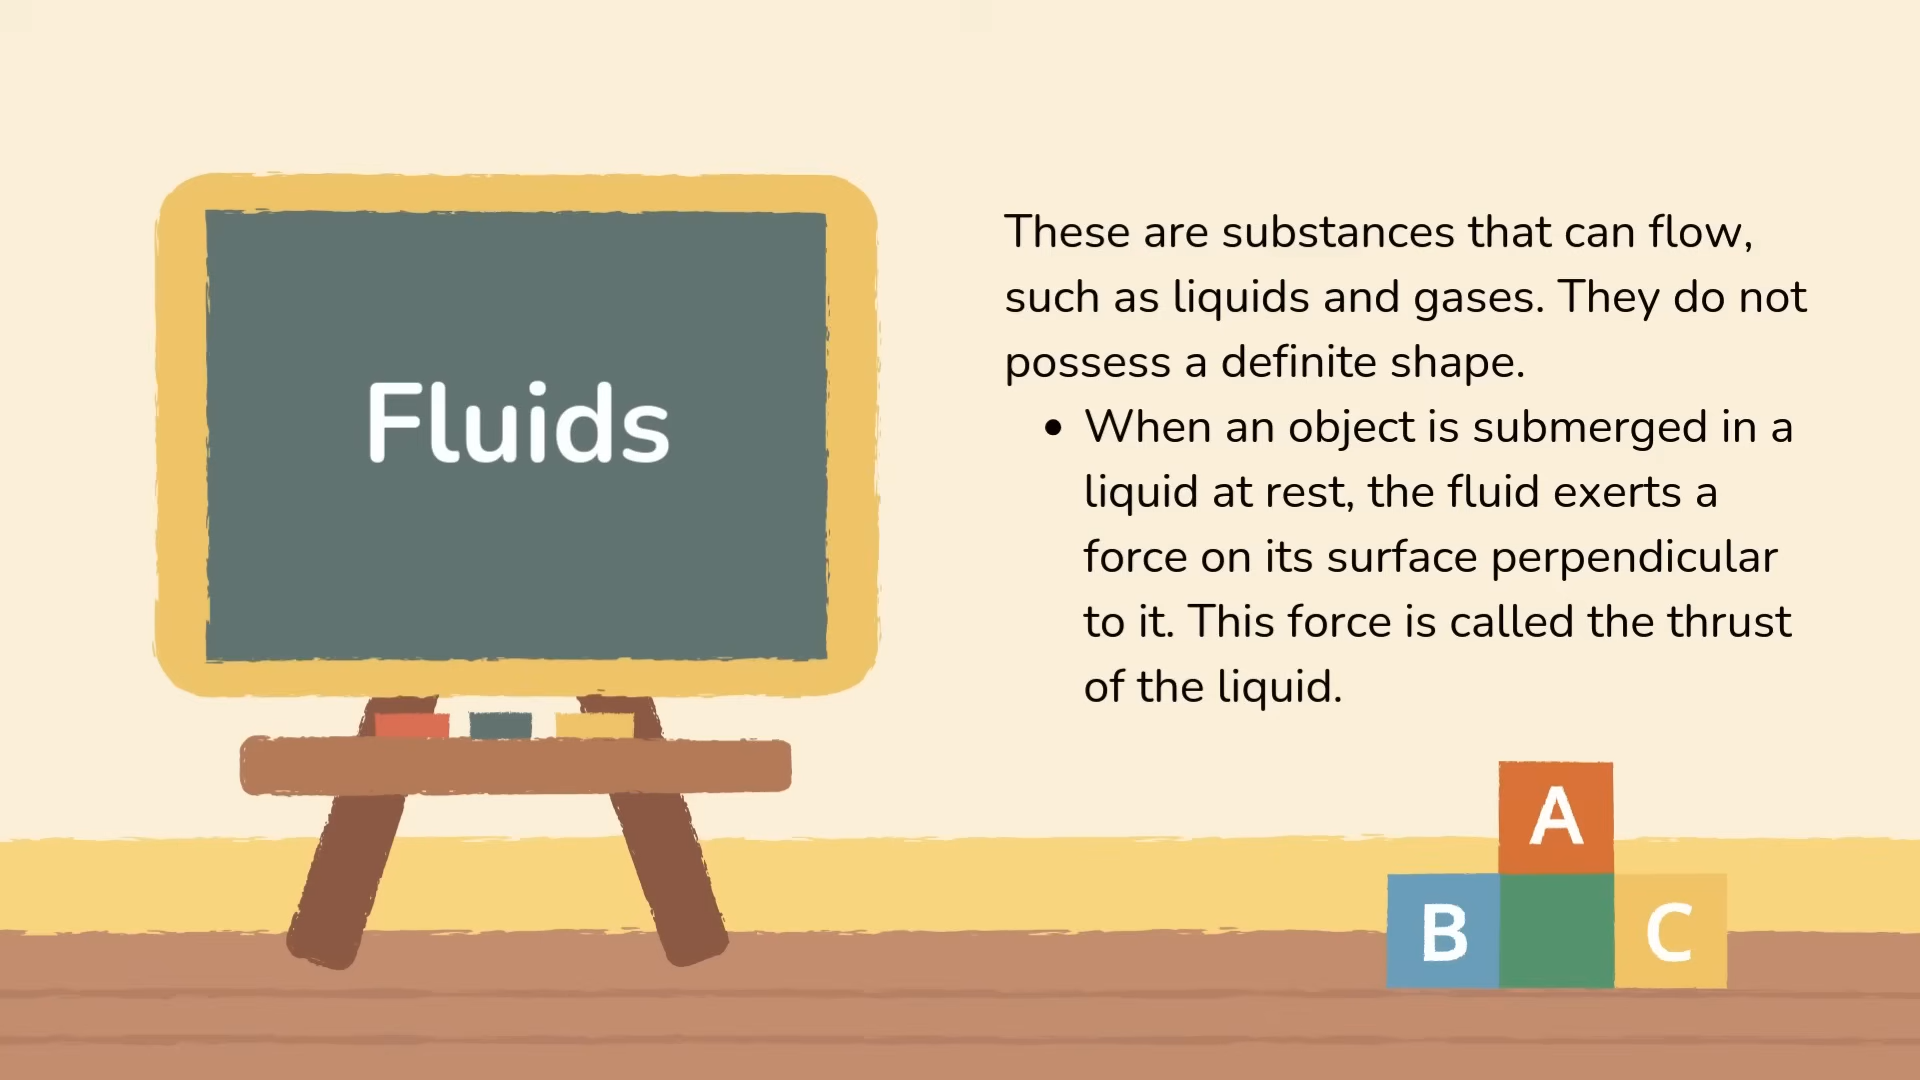 Fluids
These are substances that can flow,
such as liquids and gases. They do not
possess a definite shape.
• When an object is submerged in a
liquid at rest, the fluid exerts a
force on its surface perpendicular
to it. This force is called the thrust
of the liquid.
A
B
C